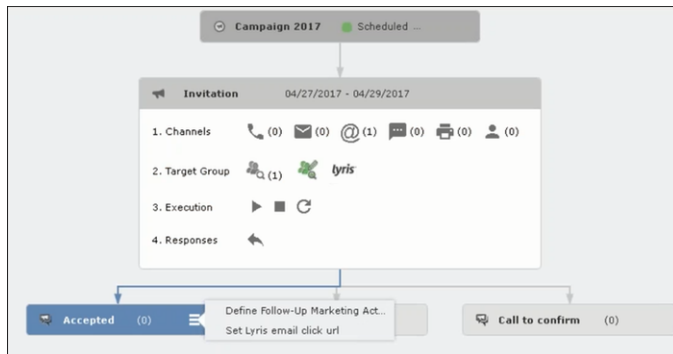 Campaign 2017 Scheduled ...
Invitation 04/27/2017 - 04/29/2017
1. Channels (0) (0) @ (1) (0) (0) (0)
2. Target Group (1) lyris
3. Execution
4. Responses
Accepted (0)
Define Follow-Up Marketing Act...
Set Lyris email click url
Call to confirm (0)